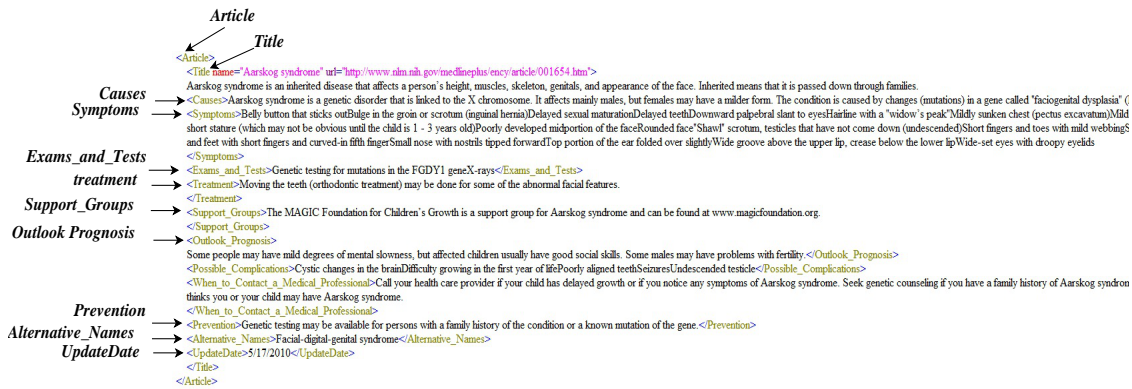 Article
Title
<Article>
<Title name="Aarskog syndrome" url="http://www.nlm.nih.gov/medlineplus/ency/article/001654.htm">
Aarskog syndrome is an inherited disease that affects a person`s height, muscles, skeleton, genitals, and appearance of the face. Inherited means that it is passed down through families.
Causes
<Causes>Aarskog syndrome is a genetic disorder that is linked to the X chromosome. It affects mainly males, but females may have a milder form. The condition is caused by changes (mutations) in a gene called "faciogenital dysplasia" (
Symptoms
<Symptoms>Belly button that sticks outBulge in the groin or scrotum (inguinal hernia)Delayed sexual maturationDelayed teethDownward palpebral slant to eyesHairline with a "widow`s peak"Mildly sunken chest (pectus excavatum)Mild
short stature (which may not be obvious until the child is 1 - 3 years old)Poorly developed midportion of the faceRounded face"Shawl" scrotum, testicles that have not come down (undescended)Short fingers and toes with mild webbingS
and feet with short fingers and curved-in fifth fingerSmall nose with nostrils tipped forwardTop portion of the ear folded over slightlyWide groove above the upper lip, crease below the lower lipWide-set eyes with droopy eyelids
</Symptoms>
Exams_and_Tests
<Exams_and_Tests>Genetic testing for mutations in the FGDY1 geneX-rays</Exams_and_Tests>
treatment
<Treatment>Moving the teeth (orthodontic treatment) may be done for some of the abnormal facial features.
</Treatment>
Support_Groups
<Support_Groups>The MAGIC Foundation for Children`s Growth is a support group for Aarskog syndrome and can be found at www.magicfoundation.org.
</Support_Groups>
Outlook Prognosis
<Outlook_Prognosis>
Some people may have mild degrees of mental slowness, but affected children usually have good social skills. Some males may have problems with fertility.</Outlook_Prognosis>
<Possible_Complications>Cystic changes in the brainDifficulty growing in the first year of lifePoorly aligned teethSeizuresUndescended testicle</Possible_Complications>
<When_to_Contact_a_Medical_Professional>Call your health care provider if your child has delayed growth or if you notice any symptoms of Aarskog syndrome. Seek genetic counseling if you have a family history of Aarskog syndrom
thinks you or your child may have Aarskog syndrome.
</When_to_Contact_a_Medical_Professional>
Prevention
<Prevention>Genetic testing may be available for persons with a family history of the condition or a known mutation of the gene.</Prevention>
Alternative_Names
<Alternative_Names>Facial-digital-genital syndrome</Alternative_Names>
UpdateDate
<UpdateDate>5/17/2010</UpdateDate>
</Title>
</Article>